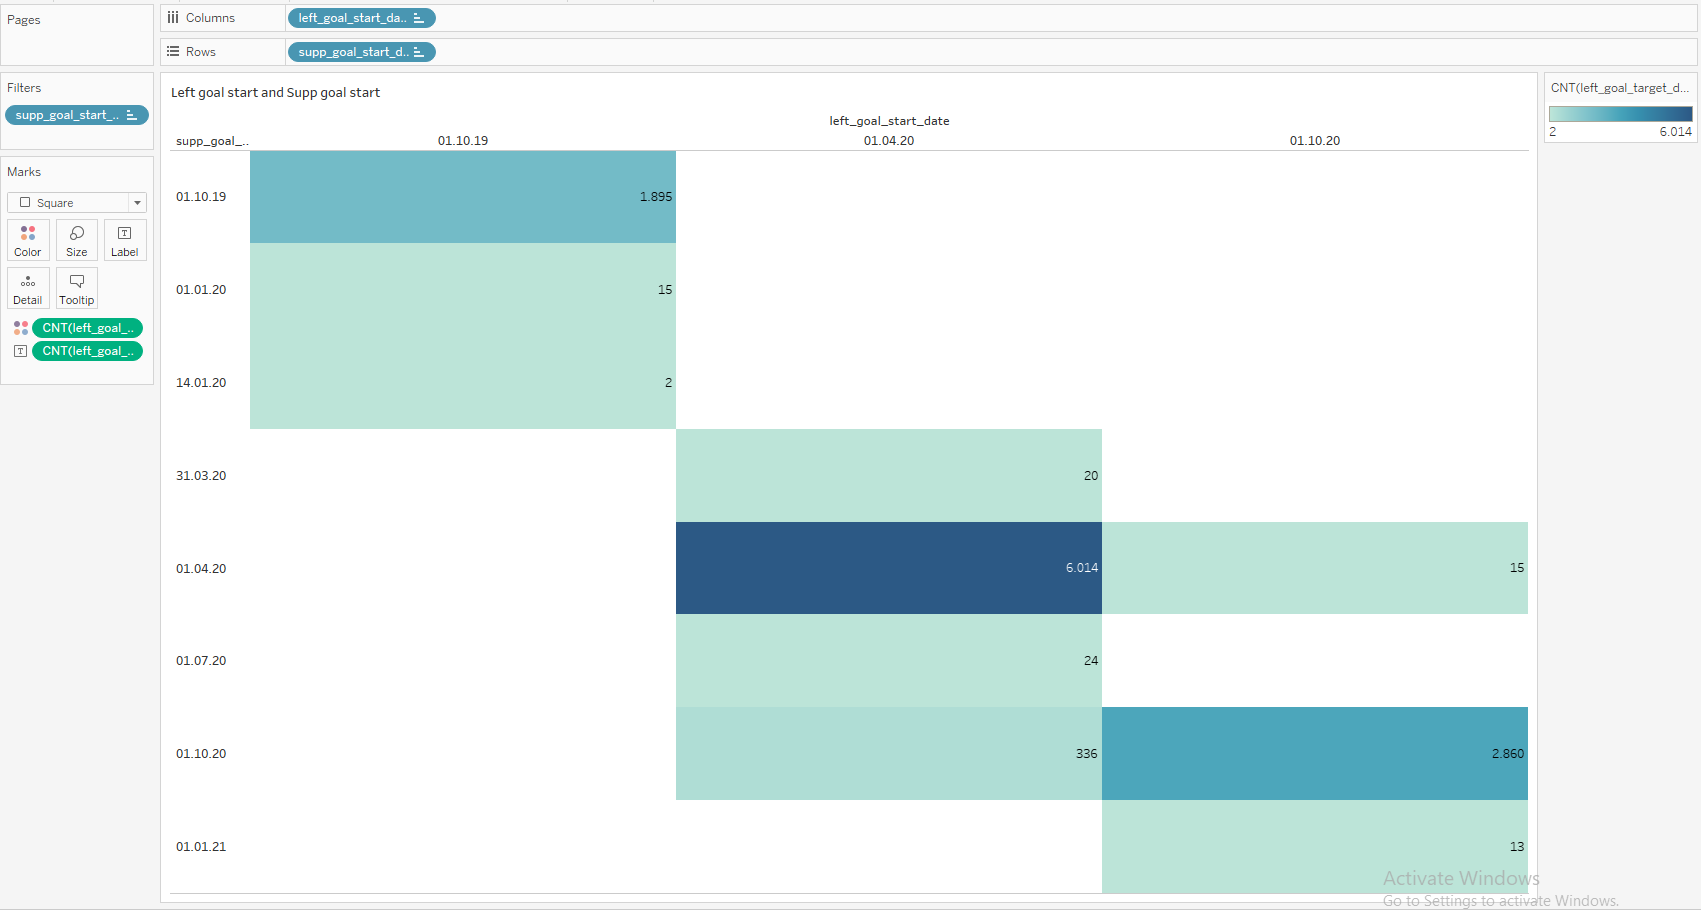 Pages
Columns
left_goal_start_da..
Rows
supp_goal_start_d..
Filters
supp_goal_start_..
Marks
Square
Color
Size
Label
Detail
Tooltip
CNT(left_goal_..
CNT(left_goal_..
Left goal start and Supp goal start
left_goal_start_date
supp_goal_.. 01.10.19 01.04.20 01.10.20
01.10.19 1.895
01.01.20 15
14.01.20 2
31.03.20 20
01.04.20 6.014 15
01.07.20 24
01.10.20 336 2.860
01.01.21 13
CNT(left_goal_target_d...
2 6.014
Activate Windows
Go to Settings to activate Windows.